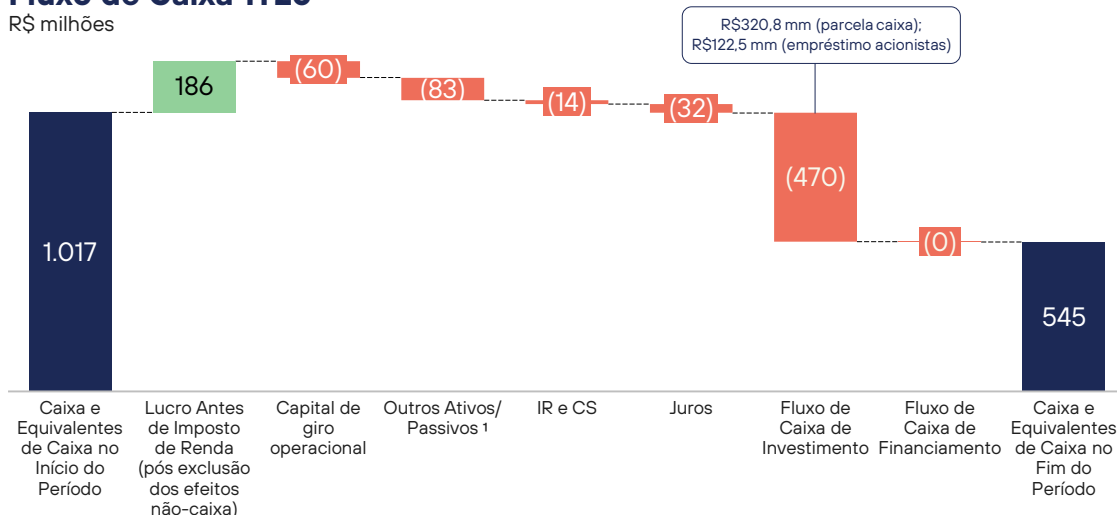 R$ milhões
R$320,8 mm (parcela caixa);
R$122,5 mm (empréstimo acionistas)
1.017
186
(60)
(83)
(14)
(32)
(470)
(0)
545
Caixa e
Equivalentes
de Caixa no
Início do
Período
Lucro Antes
de Imposto
de Renda
(pós exclusão
dos efeitos
não-caixa)
Capital de
giro
operacional
Outros Ativos/
Passivos ¹
IR e CS
Juros
Fluxo de
Caixa de
Investimento
Fluxo de
Caixa de
Financiamento
Caixa e
Equivalentes
de Caixa no
Fim do
Período